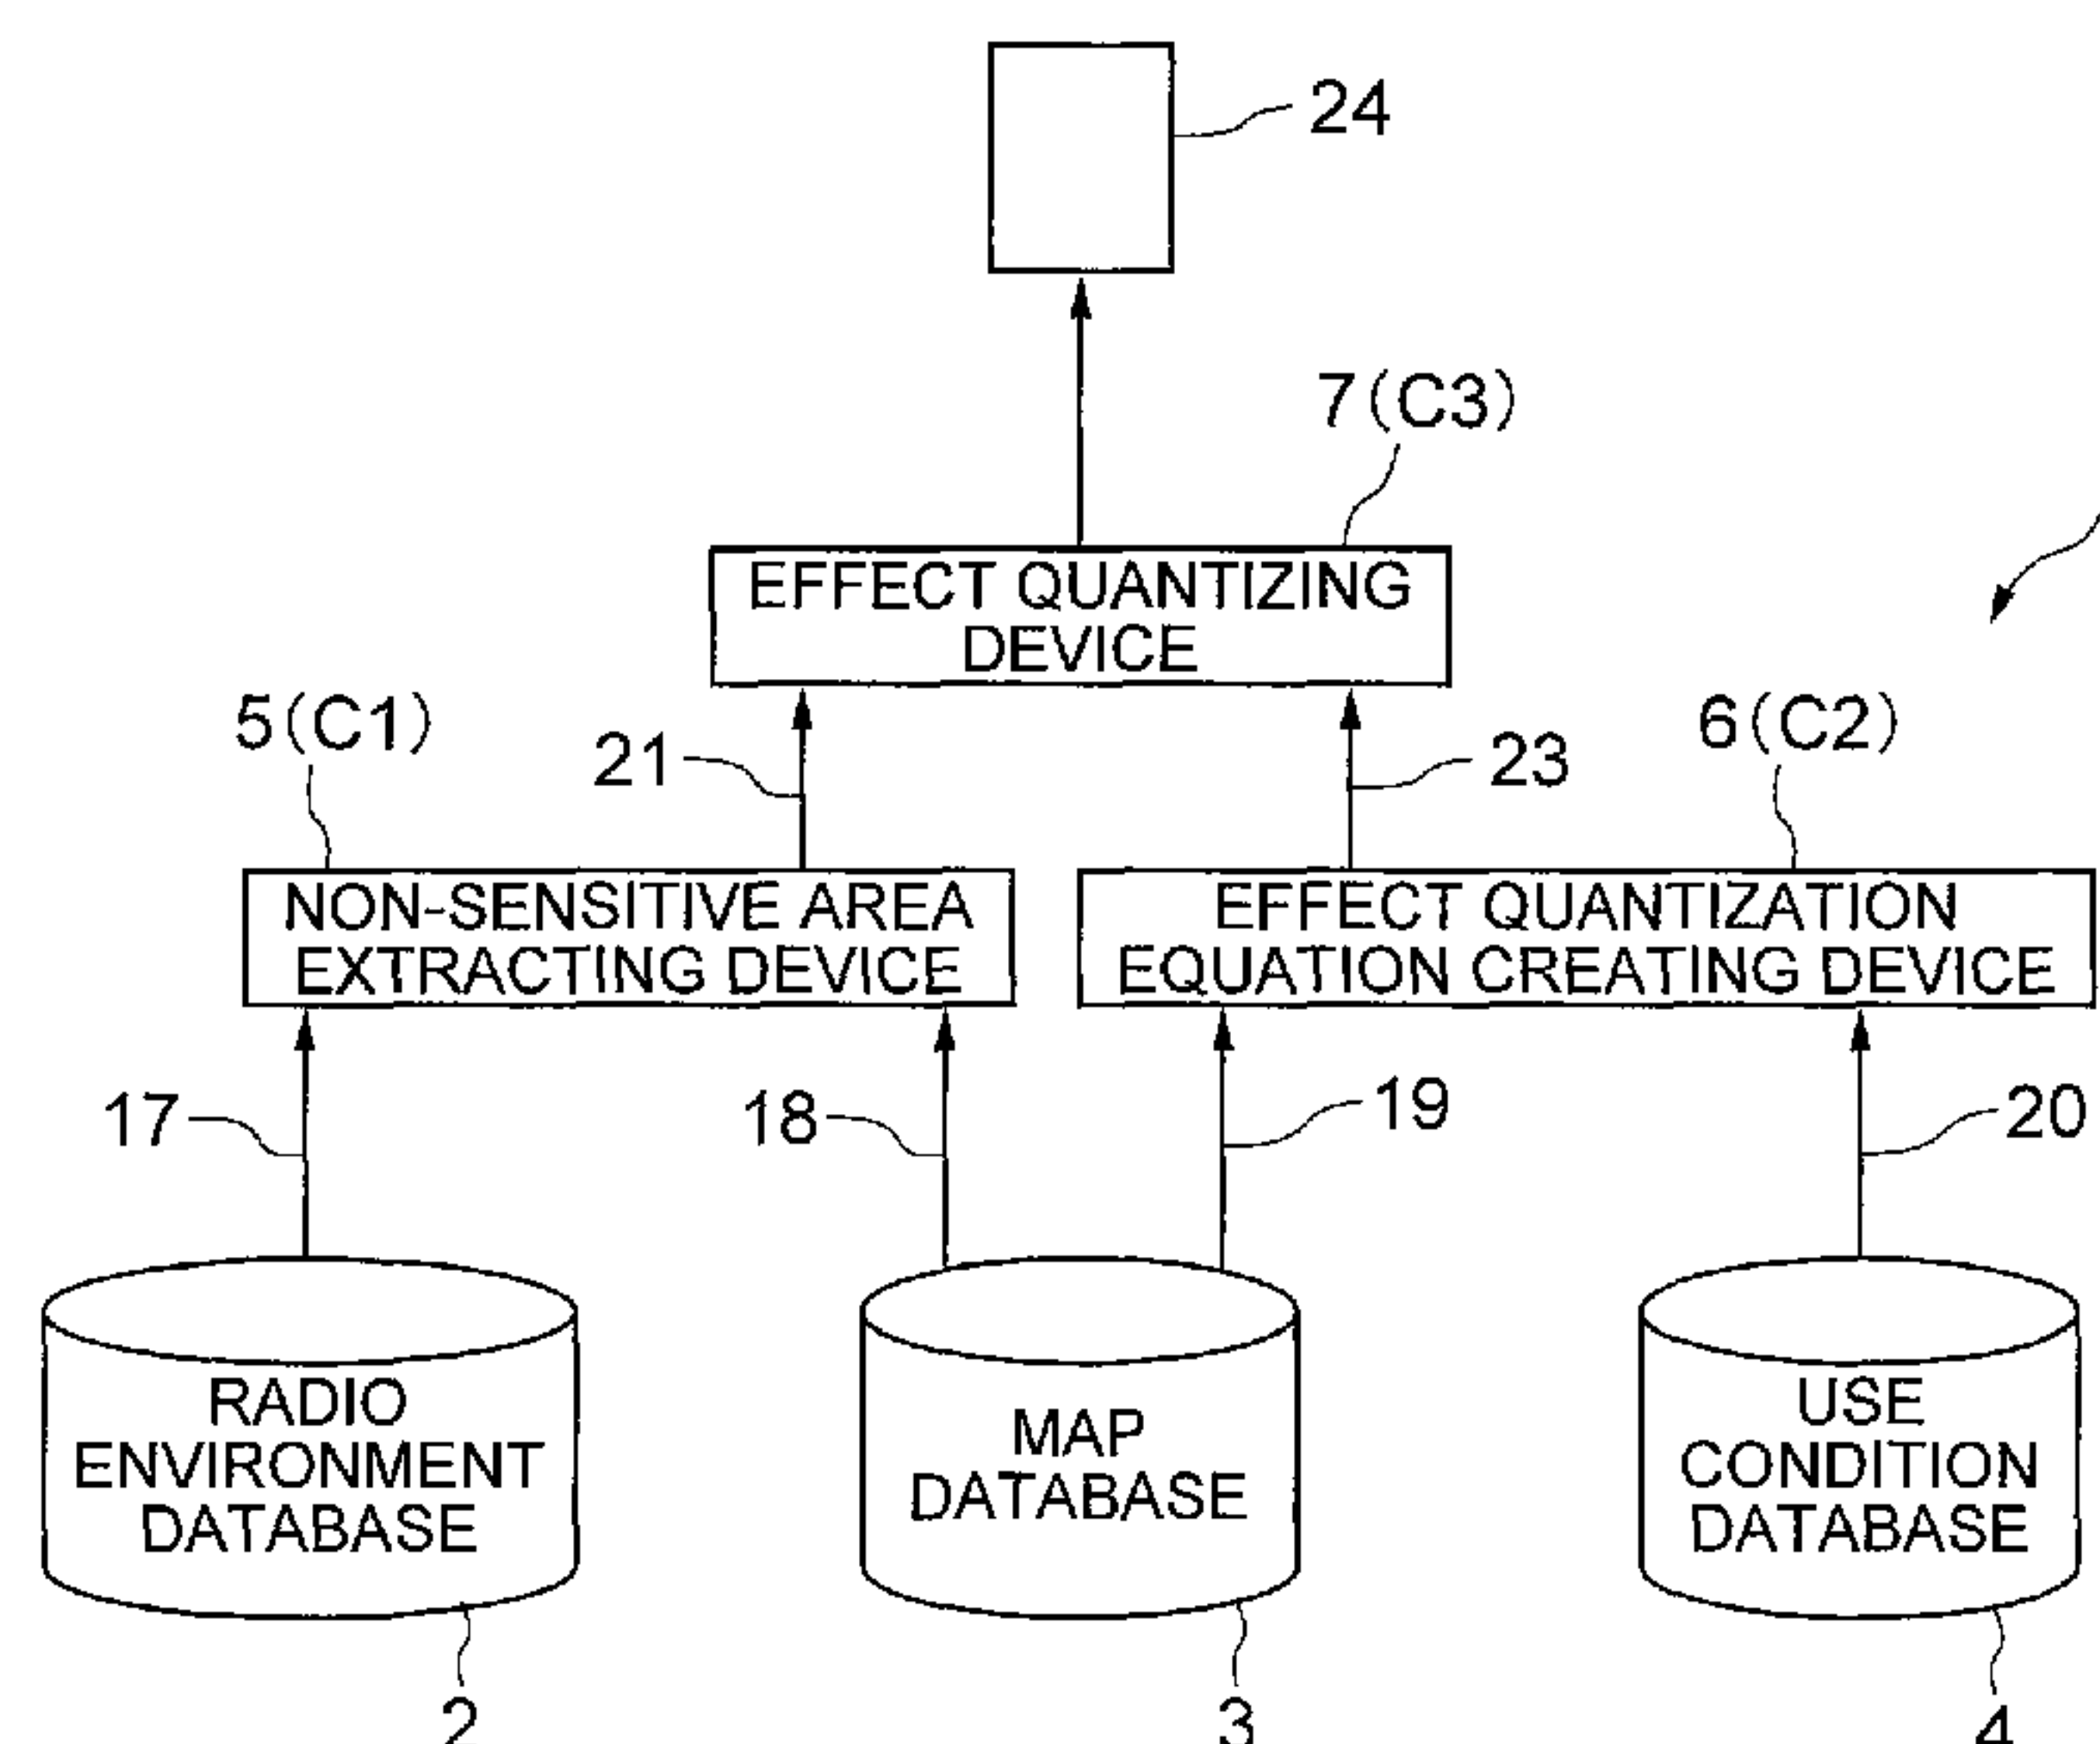 24
7(C3)
EFFECT QUANTIZING
DEVICE
5(C1)
21
23
6(C2)
NON-SENSITIVE AREA
EXTRACTING DEVICE
EFFECT QUANTIZATION
EQUATION CREATING DEVICE
17
18
19
20
RADIO
ENVIRONMENT
DATABASE
MAP
DATABASE
USE
CONDITION
DATABASE
2
3
4